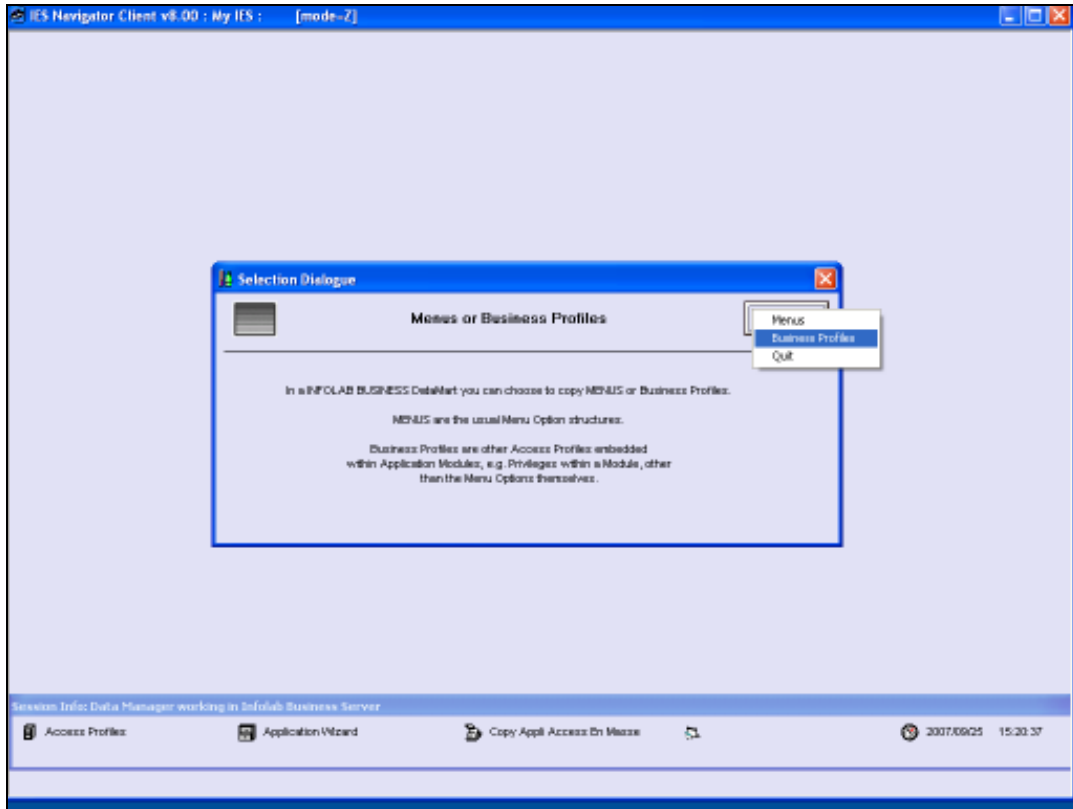 IES Navigator Client v8.00 : My IES : [mode-Z]
Selection Dialogue
Menus or Business Profiles
Menus
Business Profiles
Quit
In a INFOLAB BUSINESS DataMart you can choose to copy MENUS or Business Profiles.
MENUS are the usual Menu Option structures.
Business Profiles are other Access Profiles embedded
within Application Modules, e.g. Privileges within a Module, other
than the Menu Options themselves.
Session Info: Data Manager working in Infolab Business Server
Access Profiles
Application Wizard
Copy Appli Access En Masse
2007/09/25 15:20:37